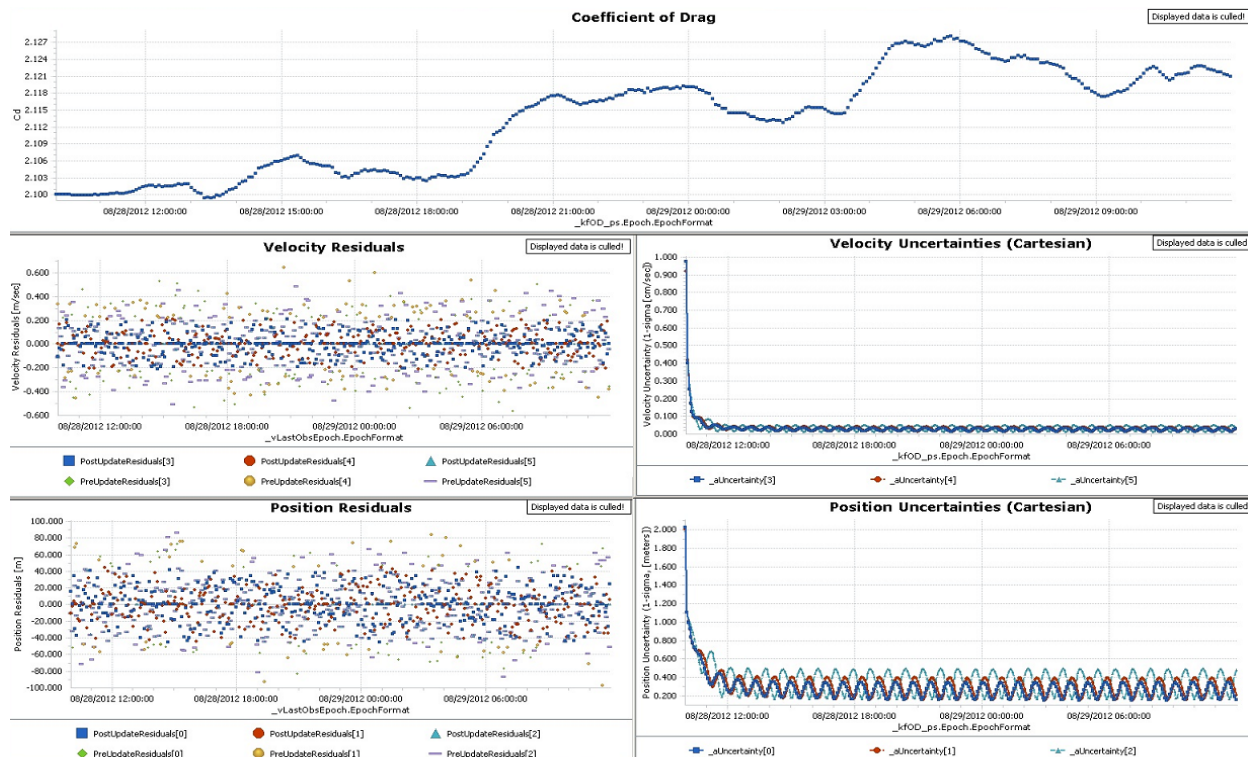 Coefficient of Drag
Displayed data is culled!
2.127
2.124
2.121
2.118
2.115
2.112
2.109
2.106
2.103
2.100
Cd
08/28/2012 12:00:00 08/28/2012 15:00:00 08/28/2012 18:00:00 08/28/2012 21:00:00 08/29/2012 00:00:00 08/29/2012 03:00:00 08/29/2012 06:00:00 08/29/2012 09:00:00
_kfOD_ps.Epoch.EpochFormat
Velocity Residuals
Displayed data is culled!
0.600
0.400
0.200
0.000
-0.200
-0.400
-0.600
Velocity Residuals [m/sec]
08/28/2012 12:00:00 08/28/2012 18:00:00 08/29/2012 00:00:00 08/29/2012 06:00:00
_vLastObsEpoch.EpochFormat
PostUpdateResiduals[3] PostUpdateResiduals[4] PostUpdateResiduals[5]
PreUpdateResiduals[3] PreUpdateResiduals[4] PreUpdateResiduals[5]
Velocity Uncertainties (Cartesian)
Displayed data is culled!
1.000
0.900
0.800
0.700
0.600
0.500
0.400
0.300
0.200
0.100
0.000
Velocity Uncertainty (1-sigma [cm/sec])
08/28/2012 12:00:00 08/28/2012 18:00:00 08/29/2012 00:00:00 08/29/2012 06:00:00
_kfOD_ps.Epoch.EpochFormat
_aUncertainty[3] _aUncertainty[4] _aUncertainty[5]
Position Residuals
Displayed data is culled!
100.000
80.000
60.000
40.000
20.000
0.000
-20.000
-40.000
-60.000
-80.000
-100.000
Position Residuals [m]
08/28/2012 12:00:00 08/28/2012 18:00:00 08/29/2012 00:00:00 08/29/2012 06:00:00
_vLastObsEpoch.EpochFormat
PostUpdateResiduals[0] PostUpdateResiduals[1] PostUpdateResiduals[2]
PreUpdateResiduals[0] PreUpdateResiduals[1] PreUpdateResiduals[2]
Position Uncertainties (Cartesian)
Displayed data is culled!
2.000
1.800
1.600
1.400
1.200
1.000
0.800
0.600
0.400
0.200
Position Uncertainty (1-sigma, [meters])
08/28/2012 12:00:00 08/28/2012 18:00:00 08/29/2012 00:00:00 08/29/2012 06:00:00
_kfOD_ps.Epoch.EpochFormat
_aUncertainty[0] _aUncertainty[1] _aUncertainty[2]